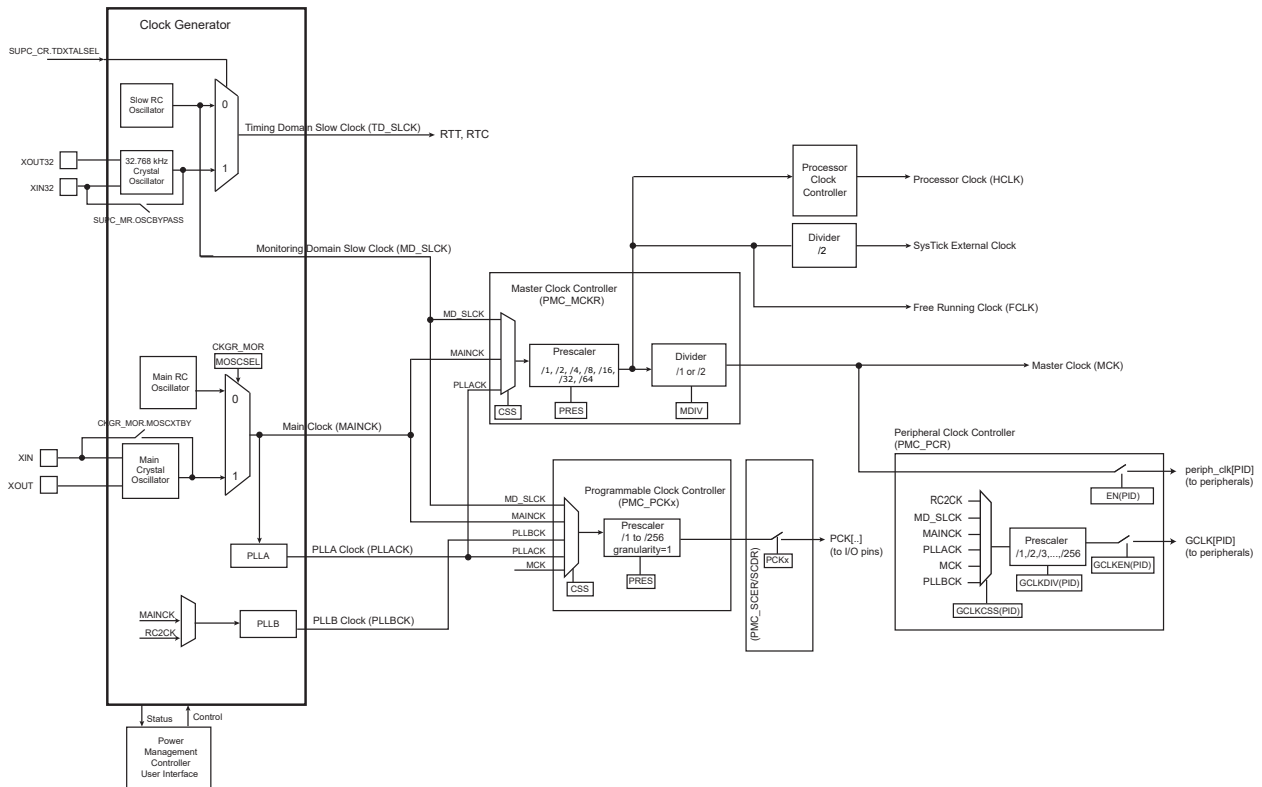 Clock Generator
SUPC_CR.TDXTALSEL
Slow RC
Oscillator
0
Timing Domain Slow Clock (TD_SLCK)
RTT, RTC
XOUT32
32.768 kHz
Crystal
Oscillator
1
XIN32
SUPC_MR.OSCBYPASS
Processor
Clock
Controller
Processor Clock (HCLK)
Divider
/2
SysTick External Clock
Monitoring Domain Slow Clock (MD_SLCK)
Free Running Clock (FCLK)
Master Clock Controller
(PMC_MCKR)
MD_SLCK
MAINCK
PLLACK
Prescaler
/1, /2, /4, /8, /16,
/32, /64
Divider
/1 or /2
CSS
PRES
MDIV
Master Clock (MCK)
CKGR_MOR
MOSCSEL
Main RC
Oscillator
0
CKGR_MOR.MOSCXTBY
Main Clock (MAINCK)
XIN
XOUT
Main
Crystal
Oscillator
1
Peripheral Clock Controller
(PMC_PCR)
periph_clk[PID]
(to peripherals)
EN(PID)
RC2CK
MD_SLCK
MAINCK
PLLACK
MCK
PLLBCK
Prescaler
/1,/2,/3,...,/256
GCLK[PID]
(to peripherals)
GCLKEN(PID)
GCLKDIV(PID)
GCLKCSS(PID)
Programmable Clock Controller
(PMC_PCKx)
MD_SLCK
MAINCK
PLLBCK
PLLACK
MCK
Prescaler
/1 to /256
granularity=1
CSS
PRES
PCKx
(PMC_SCER/SCDR)
PCK[..]
(to I/O pins)
PLLA
PLLA Clock (PLLACK)
MAINCK
RC2CK
PLLB
PLLB Clock (PLLBCK)
Status
Control
Power
Management
Controller
User Interface